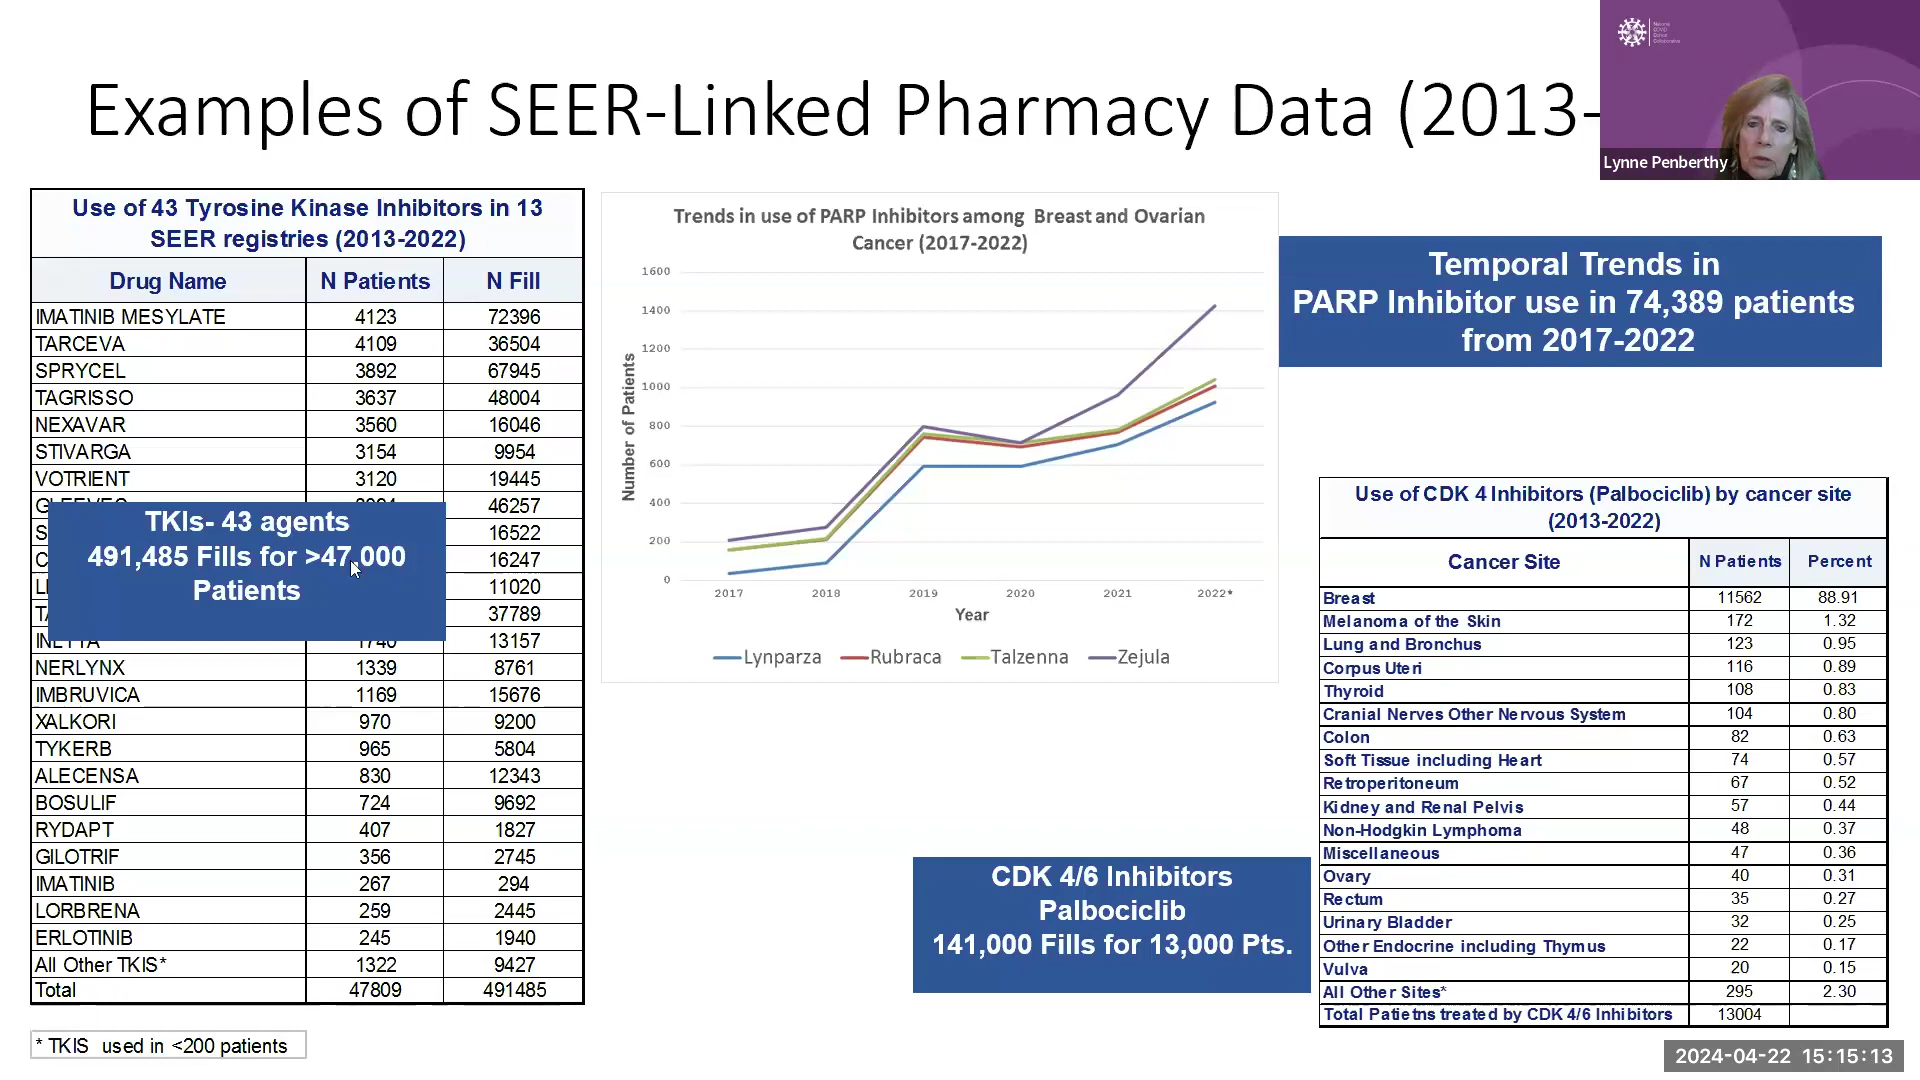 Examples of SEER-Linked Pharmacy Data (2013-
Lynne Penberthy
Use of 43 Tyrosine Kinase Inhibitors in 13
SEER registries (2013-2022)
Drug Name N Patients N Fill
IMATINIB MESYLATE 4123 72396
TARCEVA 4109 36504
SPRYCEL 3892 67945
TAGRISSO 3637 48004
NEXAVAR 3560 16046
STIVARGA 3154 9954
VOTRIENT 3120 19445
46257
16522
16247
11020
37789
13157
NERLYNX 1339 8761
IMBRUVICA 1169 15676
XALKORI 970 9200
TYKERB 965 5804
ALECENSA 830 12343
BOSULIF 724 9692
RYDAPT 407 1827
GILOTRIF 356 2745
IMATINIB 267 294
LORBRENA 259 2445
ERLOTINIB 245 1940
All Other TKIS* 1322 9427
Total 47809 491485
TKIs- 43 agents
491,485 Fills for >47,000
Patients
* TKIS used in <200 patients
Trends in use of PARP Inhibitors among Breast and Ovarian
Cancer (2017-2022)
Number of Patients
1600
1400
1200
1000
800
600
400
200
0
2017 2018 2019 2020 2021 2022*
Year
Lynparza Rubraca Talzenna Zejula
Temporal Trends in
PARP Inhibitor use in 74,389 patients
from 2017-2022
CDK 4/6 Inhibitors
Palbociclib
141,000 Fills for 13,000 Pts.
Use of CDK 4 Inhibitors (Palbociclib) by cancer site
(2013-2022)
Cancer Site N Patients Percent
Breast 11562 88.91
Melanoma of the Skin 172 1.32
Lung and Bronchus 123 0.95
Corpus Uteri 116 0.89
Thyroid 108 0.83
Cranial Nerves Other Nervous System 104 0.80
Colon 82 0.63
Soft Tissue including Heart 74 0.57
Retroperitoneum 67 0.52
Kidney and Renal Pelvis 57 0.44
Non-Hodgkin Lymphoma 48 0.37
Miscellaneous 47 0.36
Ovary 40 0.31
Rectum 35 0.27
Urinary Bladder 32 0.25
Other Endocrine including Thymus 22 0.17
Vulva 20 0.15
All Other Sites* 295 2.30
Total Patietns treated by CDK 4/6 Inhibitors 13004
2024-04-22 15:15:13